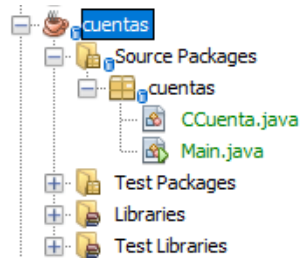 cuentas
Source Packages
cuentas
CCuenta.java
Main.java
Test Packages
Libraries
Test Libraries